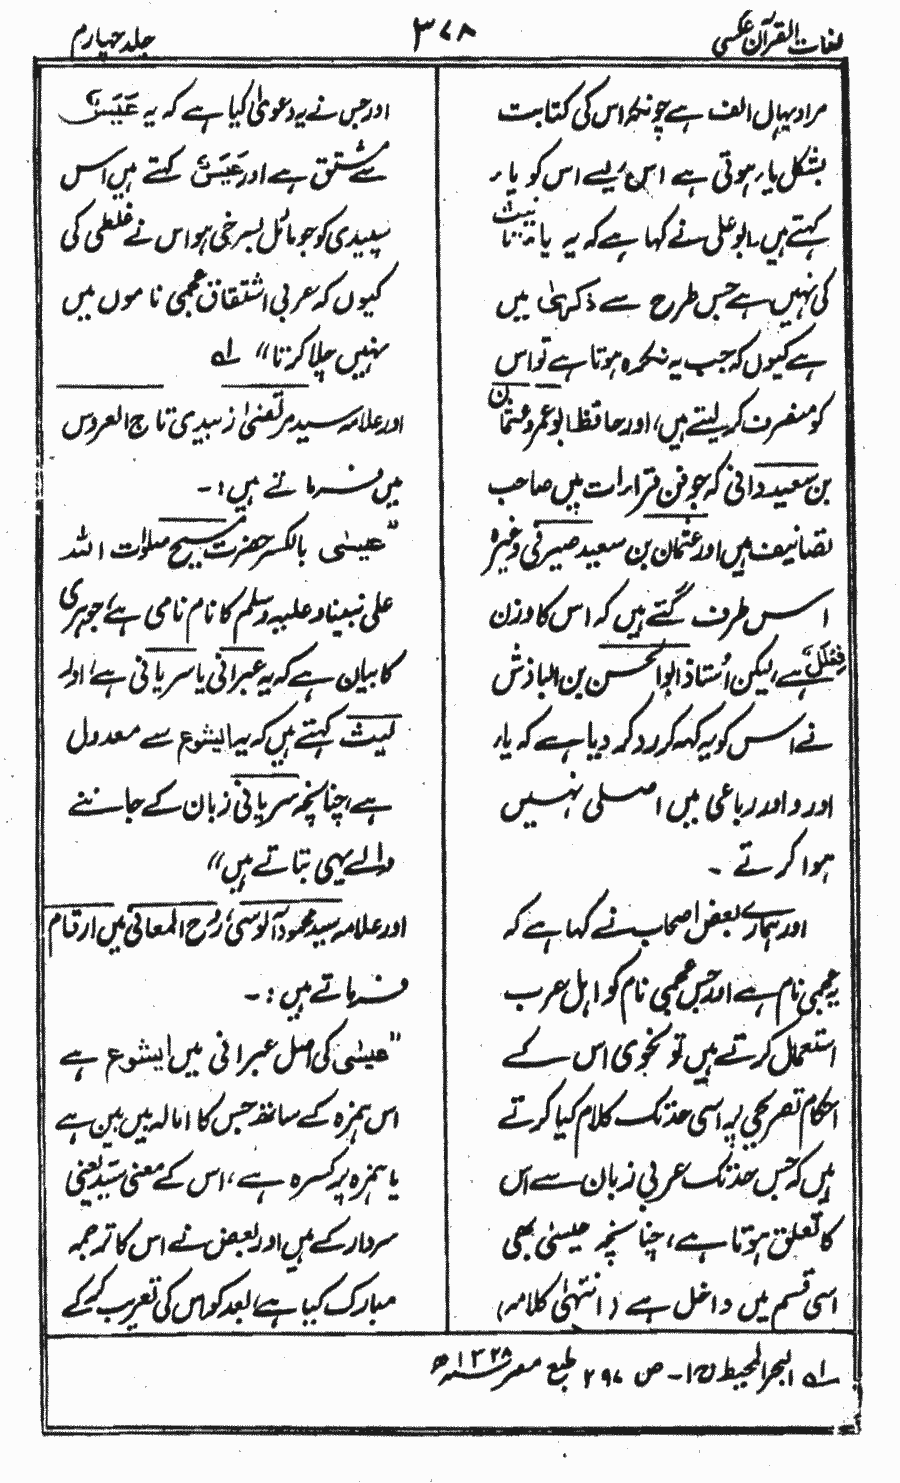 لغات القرآن عکسی
۳۷۸
جلد چہارم
مراد یہاں الف ہے چونکہ اس کی کتابت
بشکل یاء ہوتی ہے اس لیے اس کو یاء
کہتے ہیں۔ ابو علی نے کہا ہے کہ یہ یا تانیث
کی نہیں ہے جس طرح سے ذکریٰ میں
ہے کیوں کہ جب یہ نکرہ ہوتا ہے تو اس
کو منصرف کر لیتے ہیں، اور حافظ ابو عمرو عثمان
بن سعید دانی کہ جو فن قراءات میں صاحب
تصانیف ہیں اور عثمان بن سعید صیرفی وغیرہ
اس طرف گئے ہیں کہ اس کا وزن
فِعْلَلْ ہے، لیکن اُستاذ ابوالحسن بن الباذش
نے اس کو یہ کہہ کر رد کر دیا ہے کہ یاء
اور واو رباعی میں اصلی نہیں
ہوا کرتے ۔
اور ہمارے بعض اصحاب نے کہا ہے کہ
یہ عجمی نام ہے اور جس عجمی نام کو اہل عرب
استعمال کرتے ہیں تو نحوی اس کے
احکام تصریحی پر اسی حد تک کلام کیا کرتے
ہیں کہ جس حد تک عربی زبان سے اس
کا تعلق ہوتا ہے، چنانچہ عیسیٰ بھی
اسی قسم میں داخل ہے (انتہیٰ کلامہ)
اور جس نے یہ دعویٰ کیا ہے کہ یہ عَیَسٌ
سے مشتق ہے اور عَیَسٌ کہتے ہیں اس
سپیدی کو جو مائل بسرخی ہو اس نے غلطی کی
کیوں کہ عربی اشتقاق عجمی ناموں میں
نہیں چلا کرتا“ لہ
اور علامہ سید مرتضیٰ زبیدی تاج العروس
میں فرماتے ہیں :-
”عیسٰی بالکسر حضرت مسیح صلوٰت اللہ
علی نبینا و علیہ وسلم کا نام نامی ہے، جوہری
کا بیان ہے کہ یہ عبرانی یا سریانی ہے، اور
لیث کہتے ہیں کہ یہ ایشوع سے معدول
ہے، چنانچہ سریانی زبان کے جاننے
والے یہی بتاتے ہیں“
اور علامہ سید محمود آلوسی، روح المعانی میں ارقام
فرماتے ہیں :-
”عیسٰی کی اصل عبرانی میں ایشوع ہے
اس ہمزہ کے ساتھ جس کا امالہ بین بین ہے
یا ہمزہ پر کسرہ ہے، اس کے معنی سَیّد یعنی
سردار کے ہیں اور بعض نے اس کا ترجمہ
مبارک کیا ہے، بعد کو اس کی تعریب کر کے
لہ البحر المحیط ج۱- ص ۲۹۷ طبع مصر ۱۳۲۸ھ